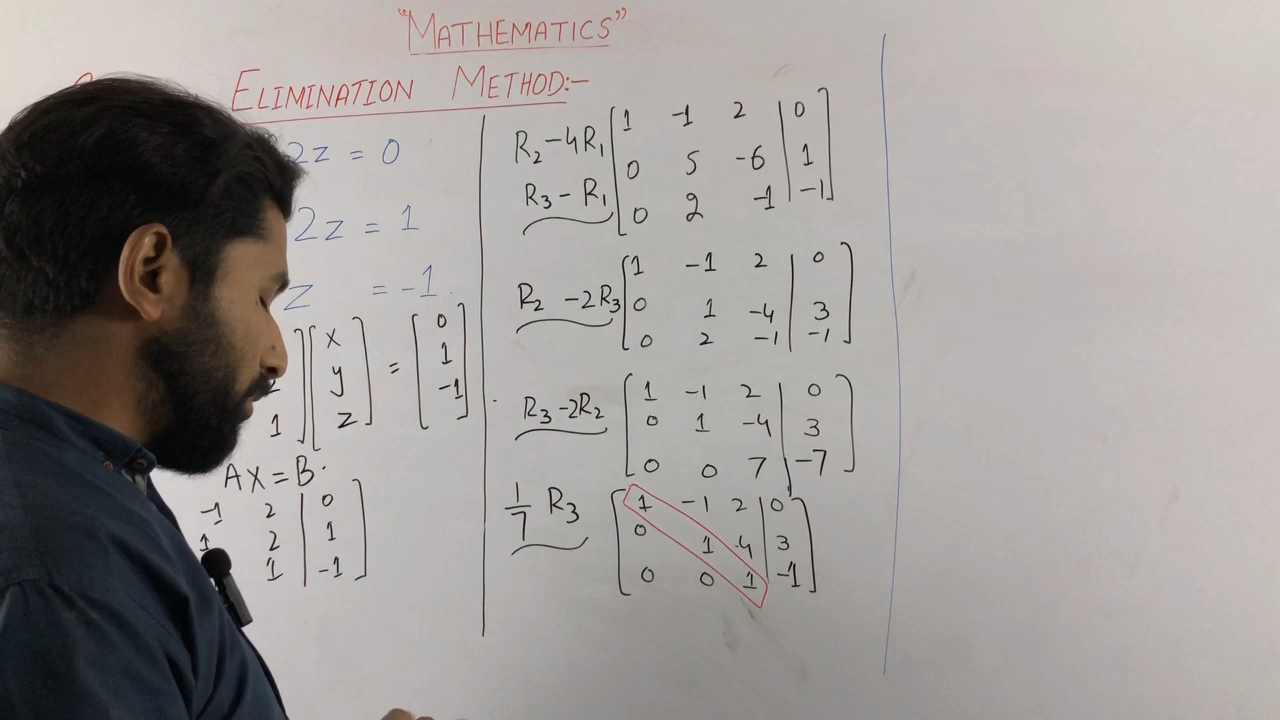 "MATHEMATICS"
ELIMINATION METHOD:-
2z = 0
2z = 1
z = -1
x 0
y = 1
1 z -1
AX = B.
-1 2 | 0
1 2 | 1
1 | -1
R₂ - 4R₁ 1 -1 2 | 0
0 5 -6 | 1
R₃ - R₁ 0 2 -1 | -1
1 -1 2 | 0
R₂ - 2R₃ 0 1 -4 | 3
0 2 -1 | -1
1 -1 2 | 0
R₃ - 2R₂ 0 1 -4 | 3
0 0 7 | -7
1/7 R₃ 1 -1 2 | 0
0 1 -4 | 3
0 0 1 | -1